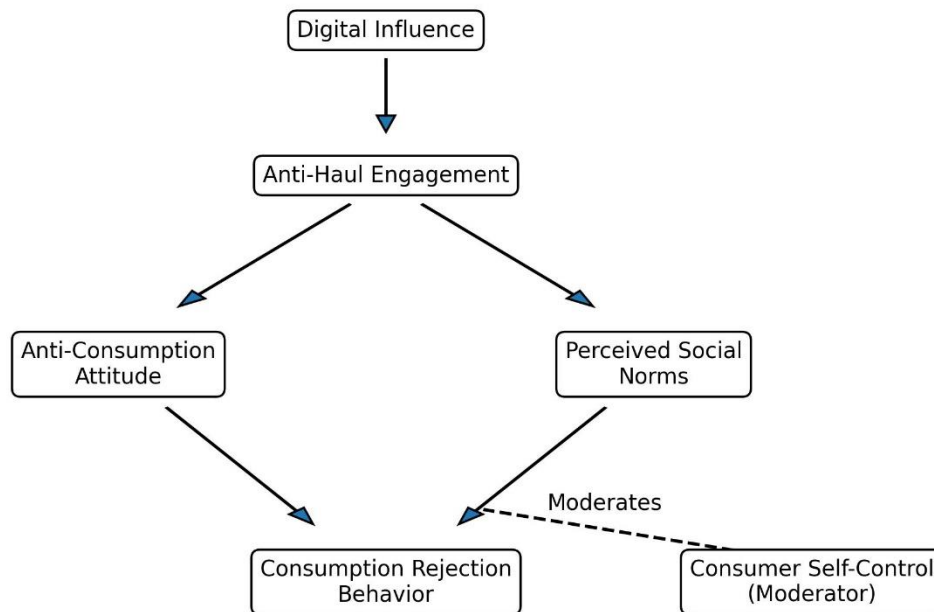 Digital Influence
Anti-Haul Engagement
Anti-Consumption
Attitude
Perceived Social
Norms
Moderates
Consumption Rejection
Behavior
Consumer Self-Control
(Moderator)